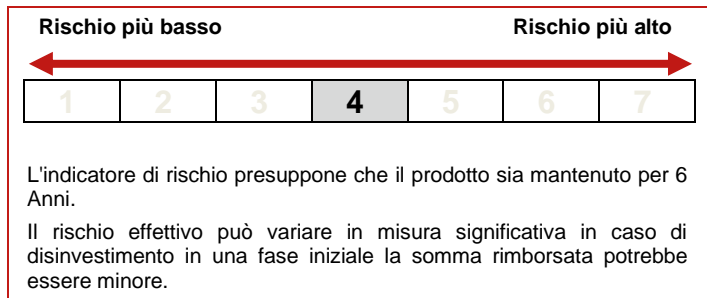 Rischio più basso Rischio più alto
1 2 3 4 5 6 7
L'indicatore di rischio presuppone che il prodotto sia mantenuto per 6
Anni.
Il rischio effettivo può variare in misura significativa in caso di
disinvestimento in una fase iniziale la somma rimborsata potrebbe
essere minore.